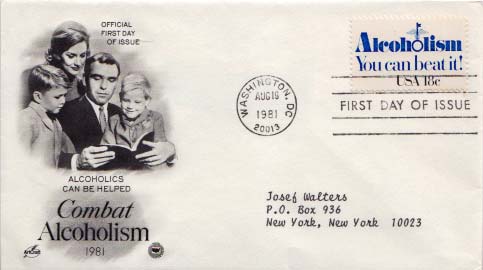 OFFICIAL
FIRST DAY
OF ISSUE
ALCOHOLICS
CAN BE HELPED
Combat
Alcoholism
1981
ArtCraft
WASHINGTON, DC
AUG 19
1981
20013
Alcoholism
You can beat it!
USA 18c
FIRST DAY OF ISSUE
Josef Walters
P.O. Box 936
New York, New York 10023